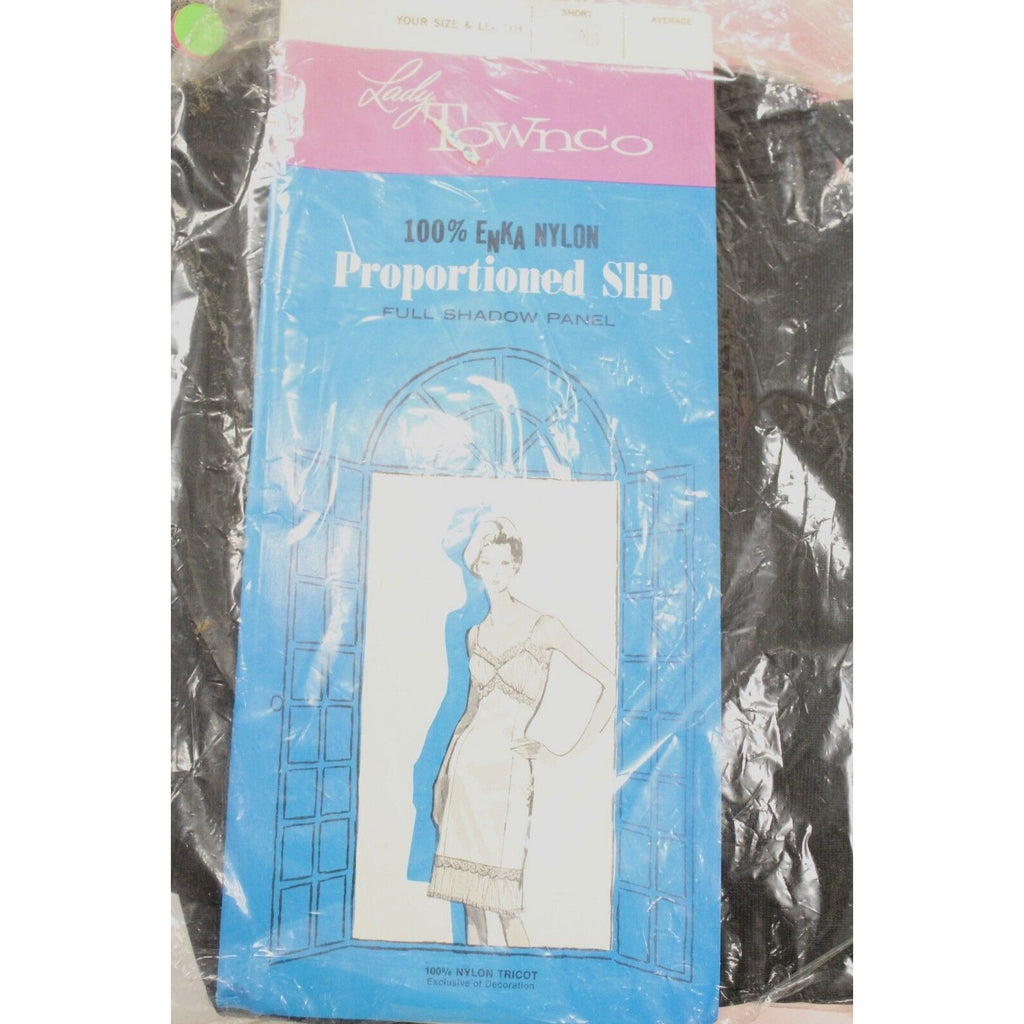 YOUR SIZE & LENGTH
SHORT
AVERAGE
Lady
Townco
100% ENKA NYLON
Proportioned Slip
FULL SHADOW PANEL
100% NYLON TRICOT
Exclusive of Decoration